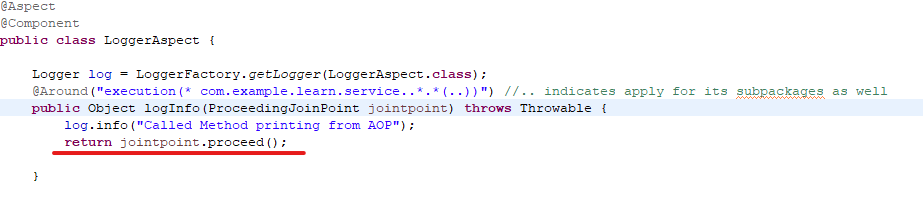 @Aspect
@Component
public class LoggerAspect {
Logger log = LoggerFactory.getLogger(LoggerAspect.class);
@Around("execution(* com.example.learn.service..*.*(..))") //.. indicates apply for its subpackages as well
public Object logInfo(ProceedingJoinPoint jointpoint) throws Throwable {
log.info("Called Method printing from AOP");
return jointpoint.proceed();
}